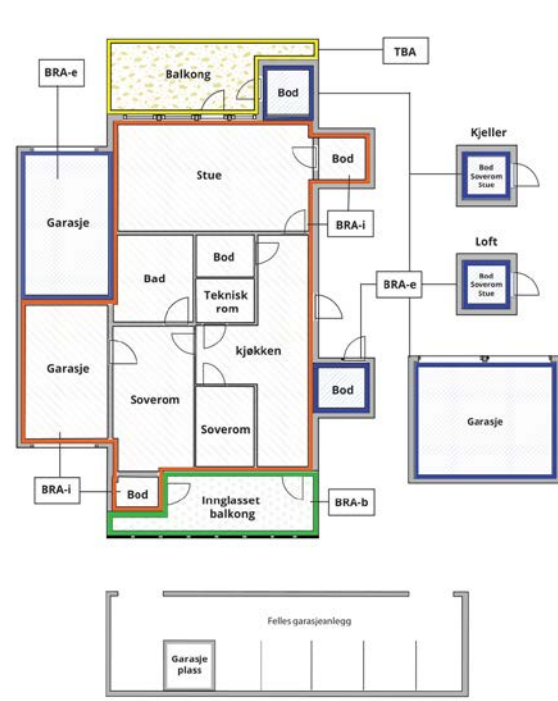 TBA
BRA-e
Balkong
Bod
Kjeller
Bod
Soverom
Stue
Stue
Bod
Garasje
BRA-i
Loft
Bod
Soverom
Stue
Bad
Bod
Teknisk
rom
BRA-e
kjøkken
Garasje
Soverom
Bod
Garasje
Soverom
BRA-i
Bod
Innglasset
balkong
BRA-b
Felles garasjeanlegg
Garasje
plass